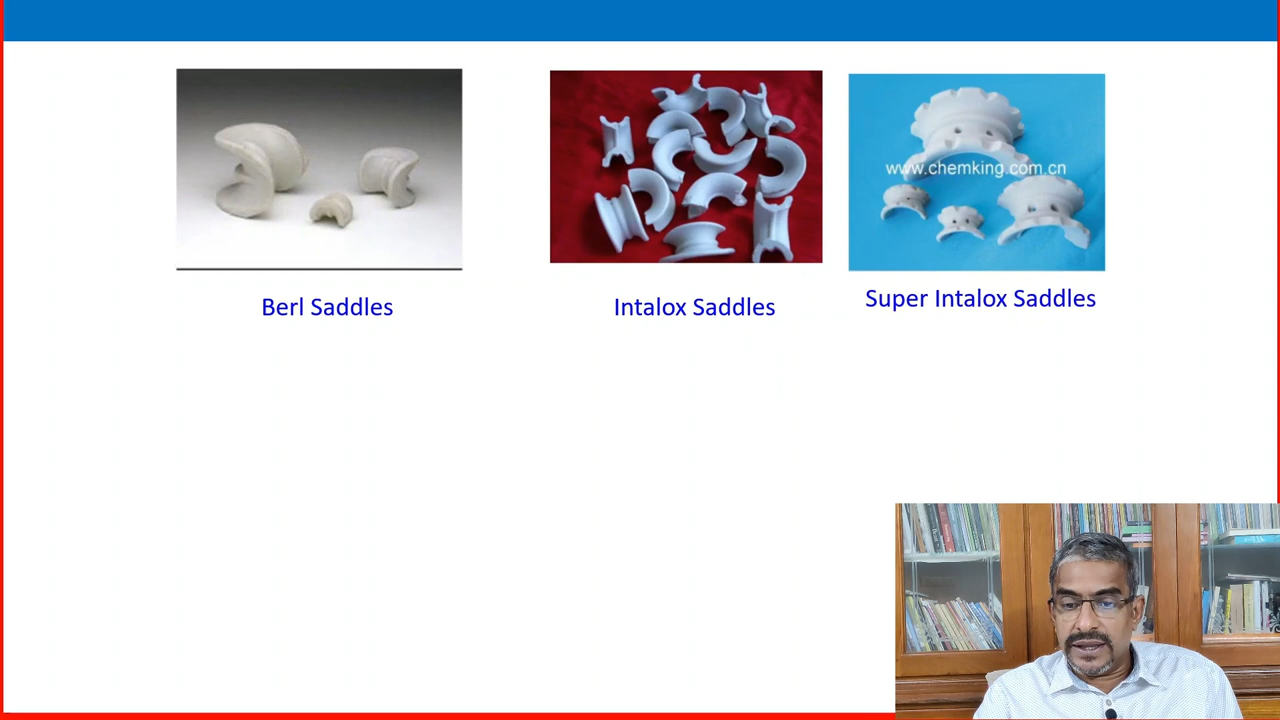 www.chemking.com.cn
Berl Saddles
Intalox Saddles
Super Intalox Saddles